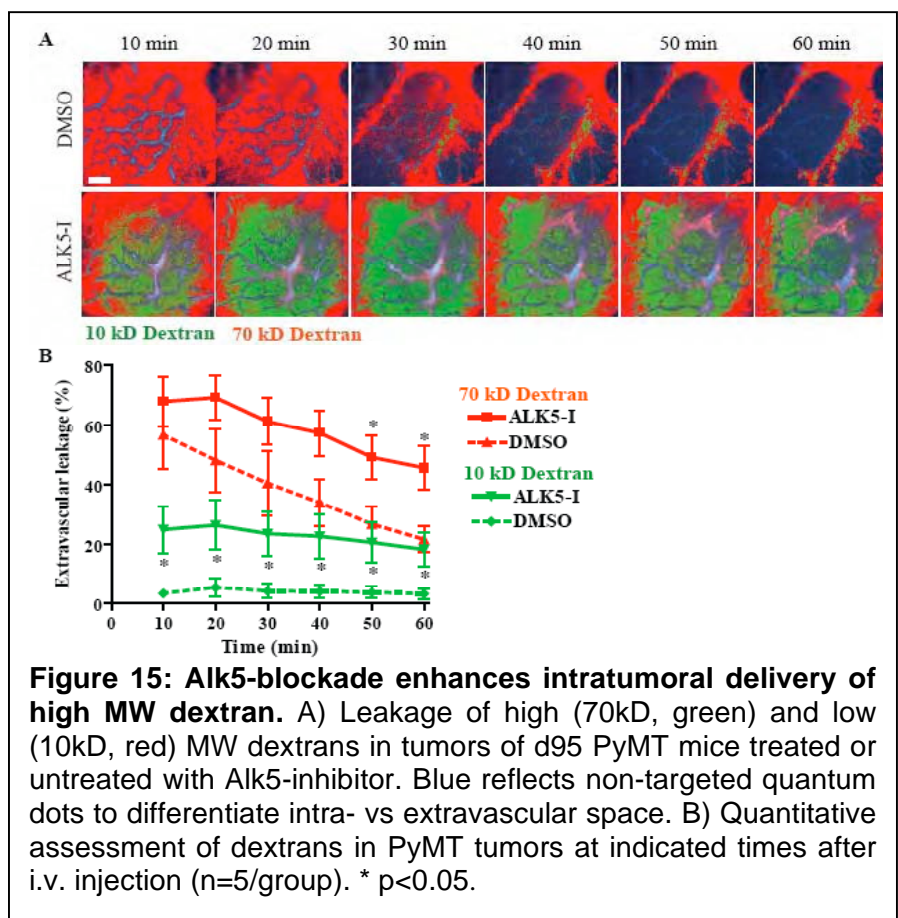 A
10 min 20 min 30 min 40 min 50 min 60 min
DMSO
ALK5-I
10 kD Dextran 70 kD Dextran
B
80
60
40
20
0
Extravascular leakage (%)
* *
* * * * * *
0 10 20 30 40 50 60
Time (min)
70 kD Dextran
ALK5-I
DMSO
10 kD Dextran
ALK5-I
DMSO
Figure 15: Alk5-blockade enhances intratumoral delivery of
high MW dextran. A) Leakage of high (70kD, green) and low
(10kD, red) MW dextrans in tumors of d95 PyMT mice treated or
untreated with Alk5-inhibitor. Blue reflects non-targeted quantum
dots to differentiate intra- vs extravascular space. B) Quantitative
assessment of dextrans in PyMT tumors at indicated times after
i.v. injection (n=5/group). * p<0.05.